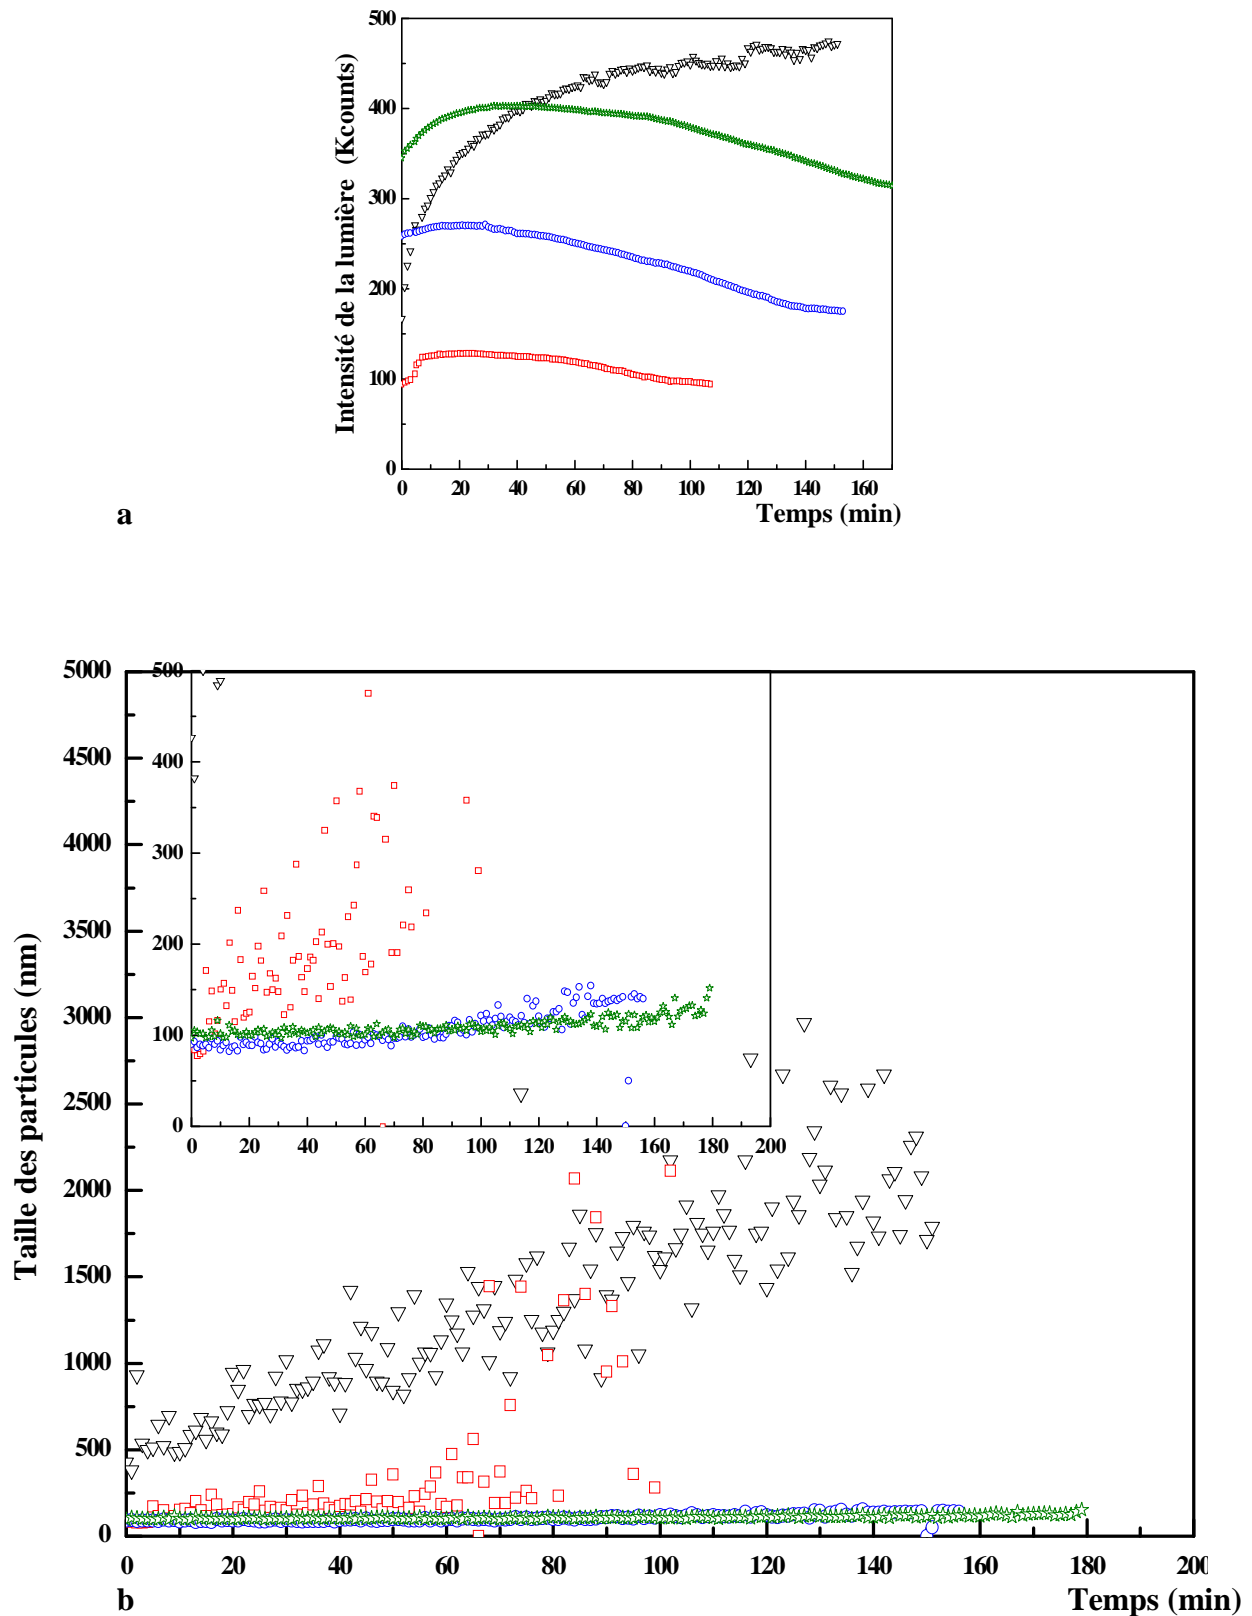 500
400
300
200
100
0
Intensité de la lumière (Kcounts)
0 20 40 60 80 100 120 140 160
Temps (min)
a
5000
4500
4000
3500
3000
2500
2000
1500
1000
500
0
Taille des particules (nm)
500
400
300
200
100
0
0 20 40 60 80 100 120 140 160 180 200
0 20 40 60 80 100 120 140 160 180 200
Temps (min)
b